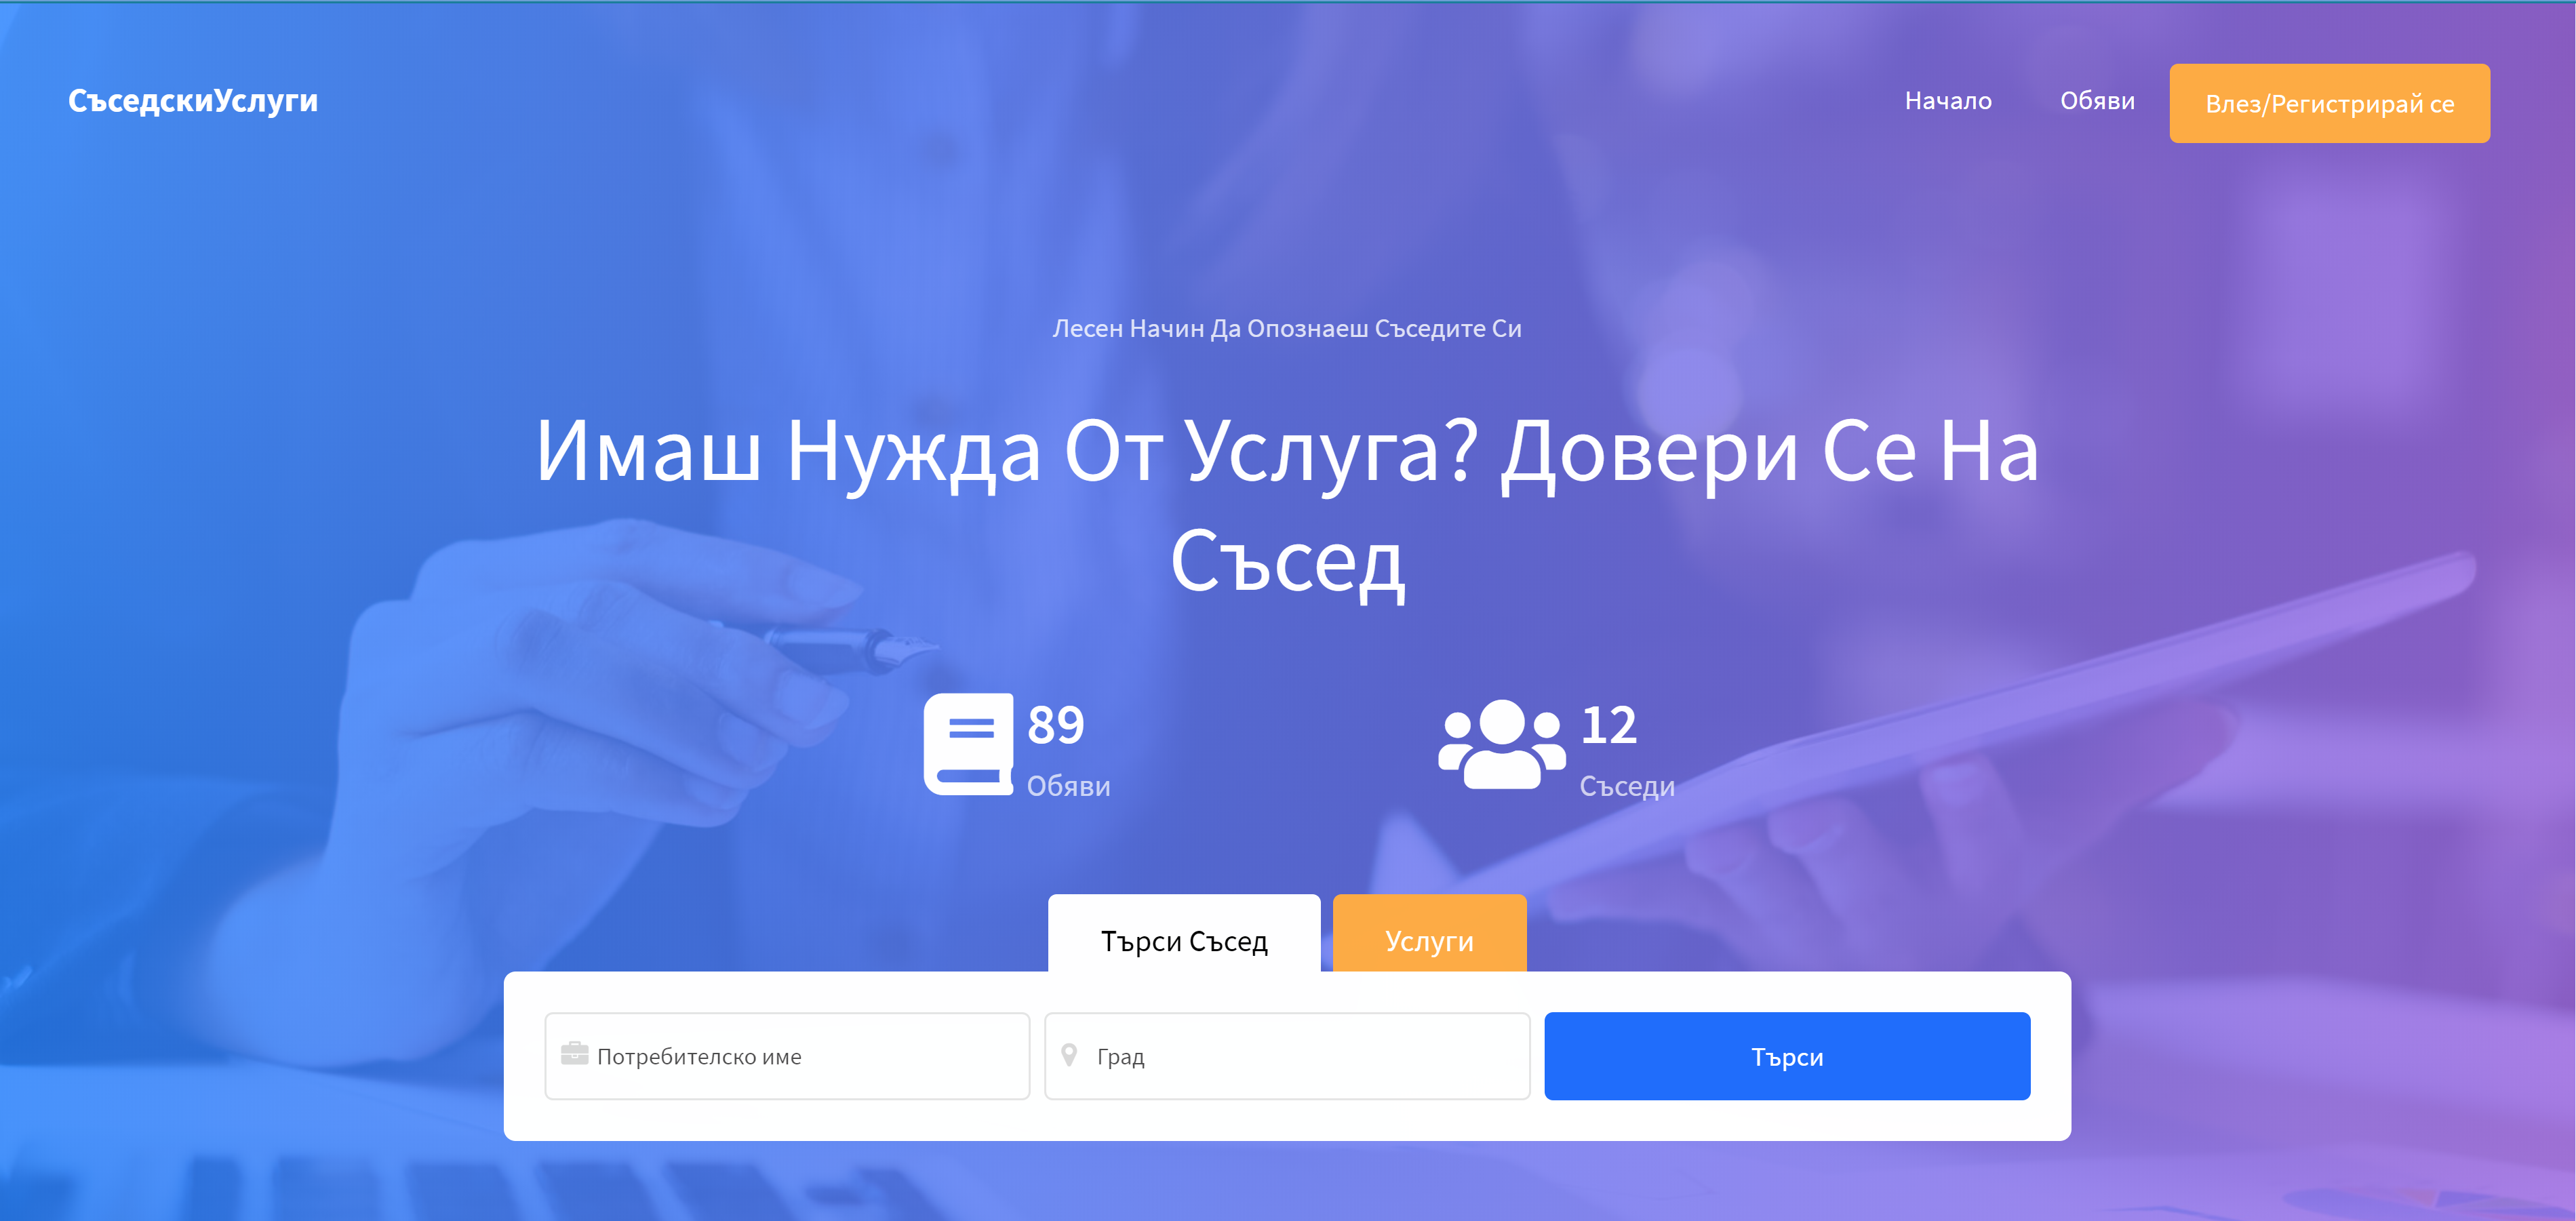 СъседскиУслуги
Начало
Обяви
Влез/Регистрирай се
Лесен Начин Да Опознаеш Съседите Си
Имаш Нужда От Услуга? Довери Се На
Съсед
89
Обяви
12
Съседи
Търси Съсед
Услуги
Потребителско име
Град
Търси